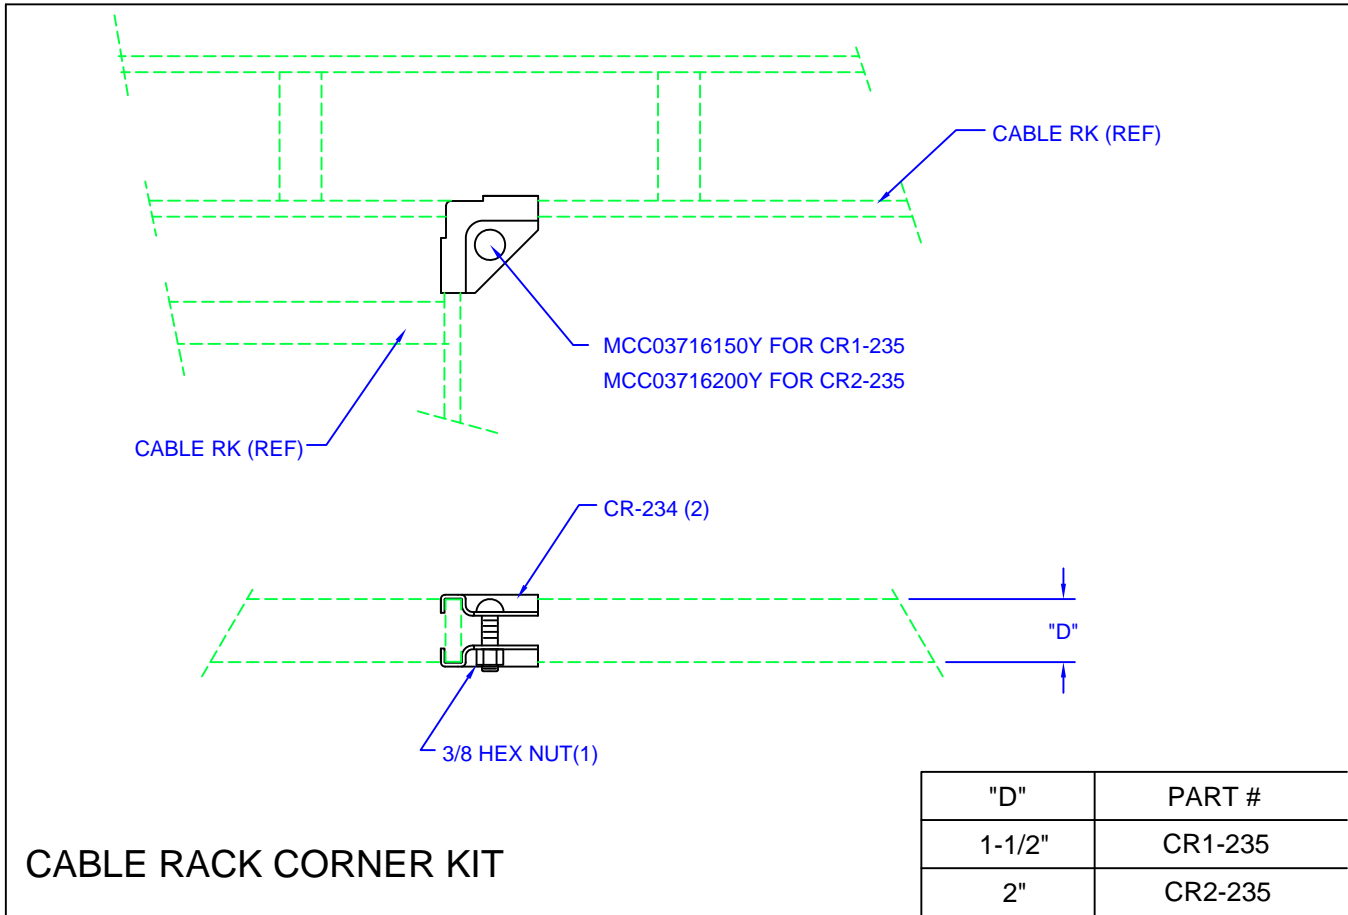 CABLE RK (REF)
MCC03716150Y FOR CR1-235
MCC03716200Y FOR CR2-235
CABLE RK (REF)
CR-234 (2)
"D"
3/8 HEX NUT(1)
"D" PART #
1-1/2" CR1-235
2" CR2-235
CABLE RACK CORNER KIT